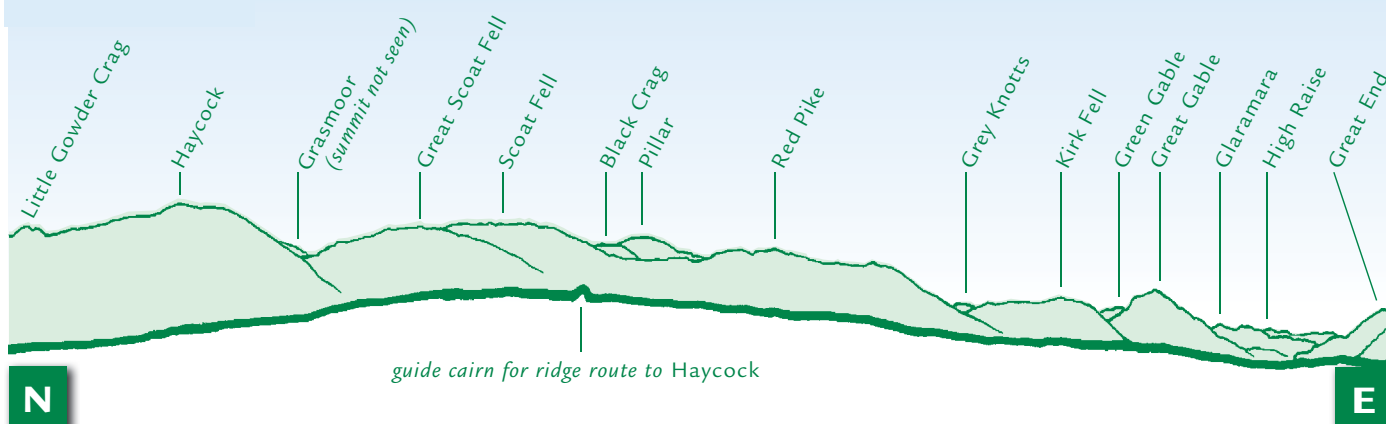 Little Gowder Crag
Haycock
Grasmoor
(summit not seen)
Great Scoat Fell
Scoat Fell
Black Crag
Pillar
Red Pike
Grey Knotts
Kirk Fell
Green Gable
Great Gable
Glaramara
High Raise
Great End
guide cairn for ridge route to Haycock
N
E